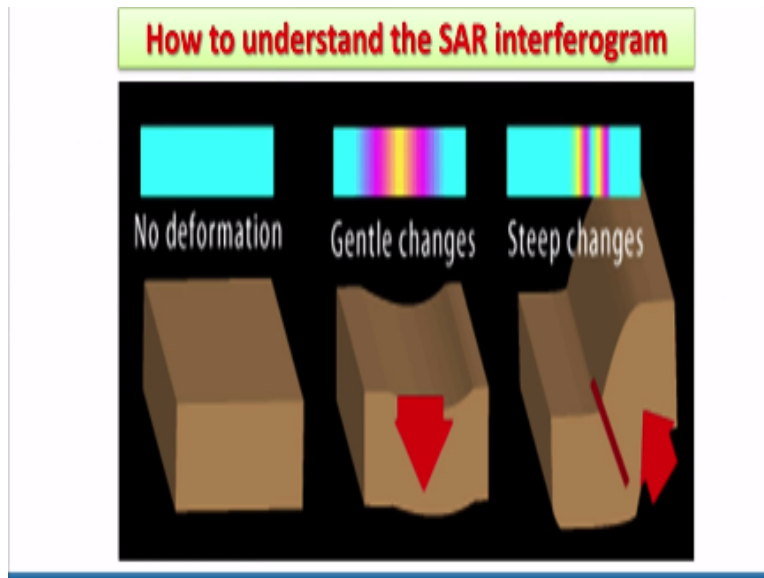 How to understand the SAR interferogram
No deformation
Gentle changes
Steep changes